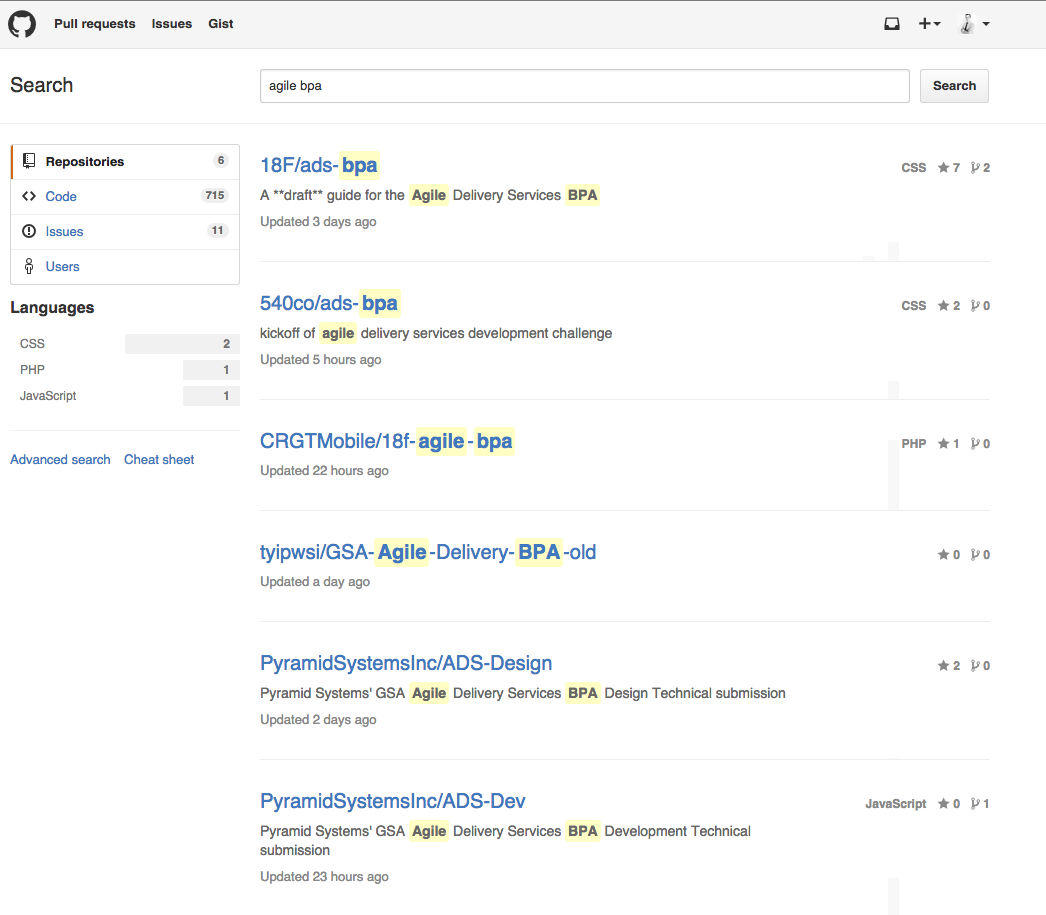 Pull requests Issues Gist
Search
agile bpa
Search
Repositories 6
Code 715
Issues 11
Users
Languages
CSS 2
PHP 1
JavaScript 1
Advanced search Cheat sheet
18F/ads-bpa
CSS 7 2
A **draft** guide for the Agile Delivery Services BPA
Updated 3 days ago
540co/ads-bpa
CSS 2 0
kickoff of agile delivery services development challenge
Updated 5 hours ago
CRGTMobile/18f-agile-bpa
PHP 1 0
Updated 22 hours ago
tyipwsi/GSA-Agile-Delivery-BPA-old
0 0
Updated a day ago
PyramidSystemsInc/ADS-Design
2 0
Pyramid Systems' GSA Agile Delivery Services BPA Design Technical submission
Updated 2 days ago
PyramidSystemsInc/ADS-Dev
JavaScript 0 1
Pyramid Systems' GSA Agile Delivery Services BPA Development Technical
submission
Updated 23 hours ago